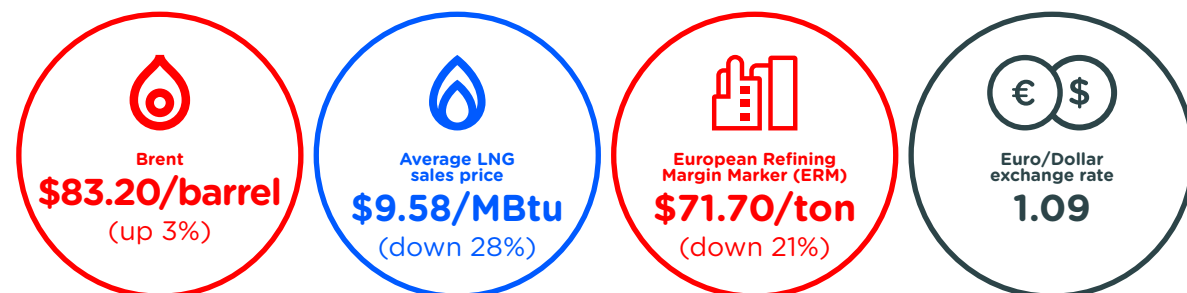 € $
Brent
$83.20/barrel
(up 3%)
Average LNG
sales price
$9.58/MBtu
(down 28%)
European Refining
Margin Marker (ERM)
$71.70/ton
(down 21%)
Euro/Dollar
exchange rate
1.09